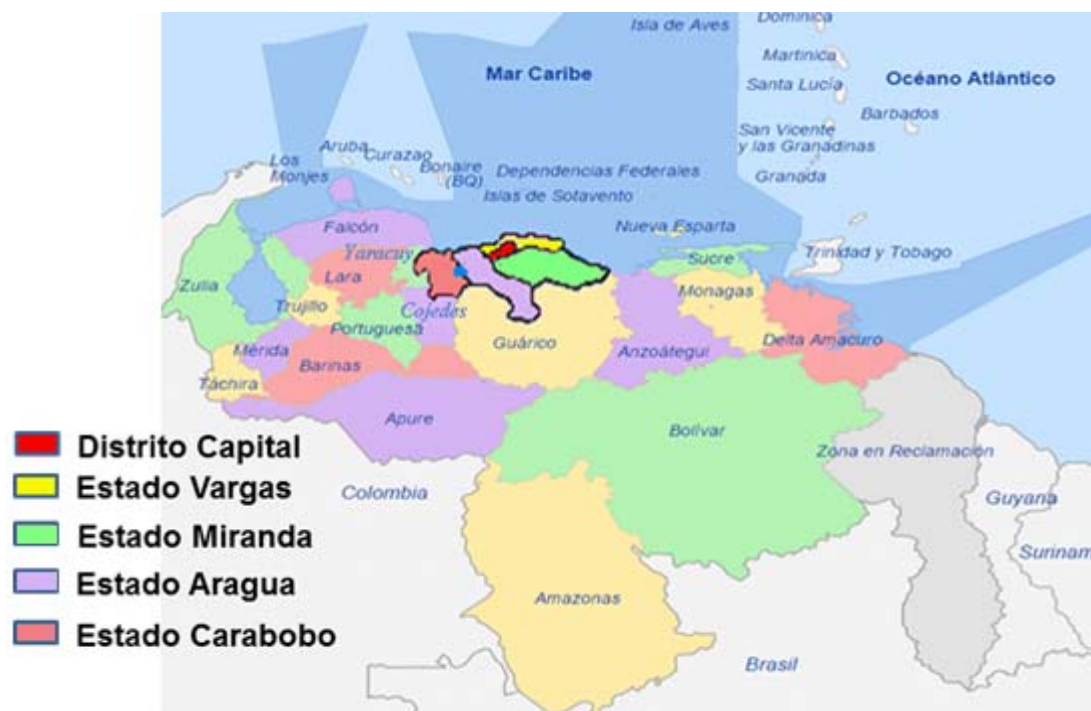 Isla de Aves
Dominica
Mar Caribe
Martinica
Océano Atlántico
Santa Lucía
Barbados
San Vicente
y las Granadinas
Granada
Los
Monjes
Aruba
Curazao
Bonaire
(BQ)
Dependencias Federales
Islas de Sotavento
Nueva Esparta
Trinidad y Tobago
Falcón
Yaracuy
Sucre
Zulia
Lara
Monagas
Trujillo
Cojedes
Portuguesa
Guárico
Anzoátegui
Delta Amacuro
Mérida
Barinas
Táchira
Apure
Bolívar
Zona en Reclamación
Distrito Capital
Estado Vargas
Colombia
Guyana
Estado Miranda
Surinam
Estado Aragua
Amazonas
Estado Carabobo
Brasil